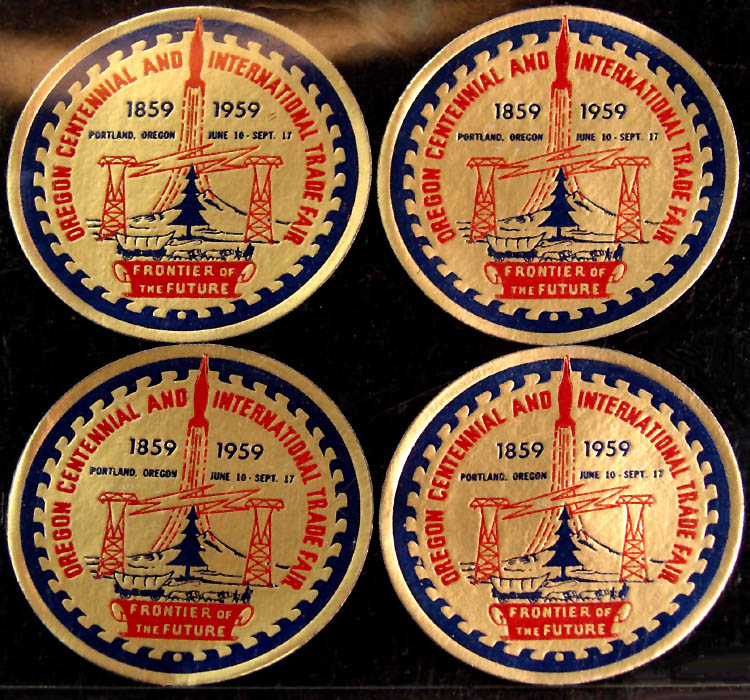 OREGON CENTENNIAL AND INTERNATIONAL TRADE FAIR
1859 1959
PORTLAND, OREGON JUNE 10 - SEPT. 17
FRONTIER OF
THE FUTURE
OREGON CENTENNIAL AND INTERNATIONAL TRADE FAIR
1859 1959
PORTLAND, OREGON JUNE 10 - SEPT. 17
FRONTIER OF
THE FUTURE
OREGON CENTENNIAL AND INTERNATIONAL TRADE FAIR
1859 1959
PORTLAND, OREGON JUNE 10 - SEPT. 17
FRONTIER OF
THE FUTURE
OREGON CENTENNIAL AND INTERNATIONAL TRADE FAIR
1859 1959
PORTLAND, OREGON JUNE 10 - SEPT. 17
FRONTIER OF
THE FUTURE